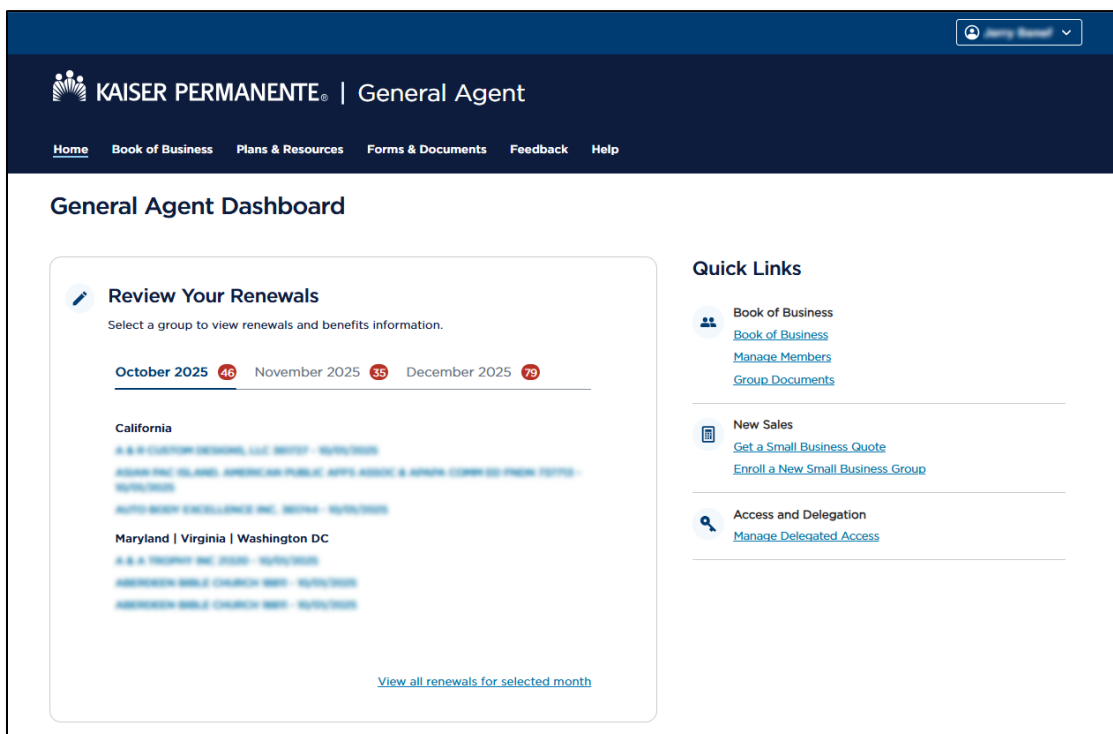 KAISER PERMANENTE® | General Agent
Home Book of Business Plans & Resources Forms & Documents Feedback Help
General Agent Dashboard
Review Your Renewals
Select a group to view renewals and benefits information.
October 2025 46 November 2025 35 December 2025 79
California
Maryland | Virginia | Washington DC
View all renewals for selected month
Quick Links
Book of Business
Book of Business
Manage Members
Group Documents
New Sales
Get a Small Business Quote
Enroll a New Small Business Group
Access and Delegation
Manage Delegated Access